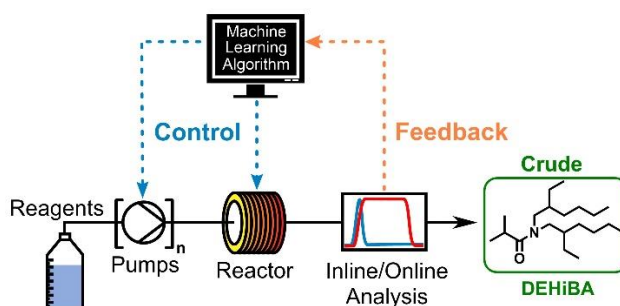 Machine
Learning
Algorithm
Control
Feedback
Crude
Reagents
n
Pumps
Reactor
Inline/Online
Analysis
N
O
DEHiBA